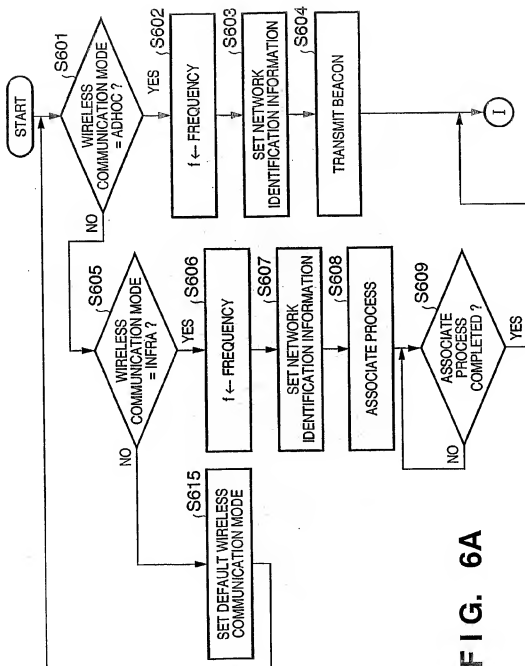 START
S601
WIRELESS
COMMUNICATION MODE
= ADHOC ?
YES
NO
S602
f ← FREQUENCY
S603
SET NETWORK
IDENTIFICATION INFORMATION
S604
TRANSMIT BEACON
I
S605
WIRELESS
COMMUNICATION MODE
= INFRA ?
YES
NO
S606
f ← FREQUENCY
S607
SET NETWORK
IDENTIFICATION INFORMATION
S608
ASSOCIATE PROCESS
S609
ASSOCIATE
PROCESS
COMPLETED ?
YES
NO
S615
SET DEFAULT WIRELESS
COMMUNICATION MODE
FIG. 6A